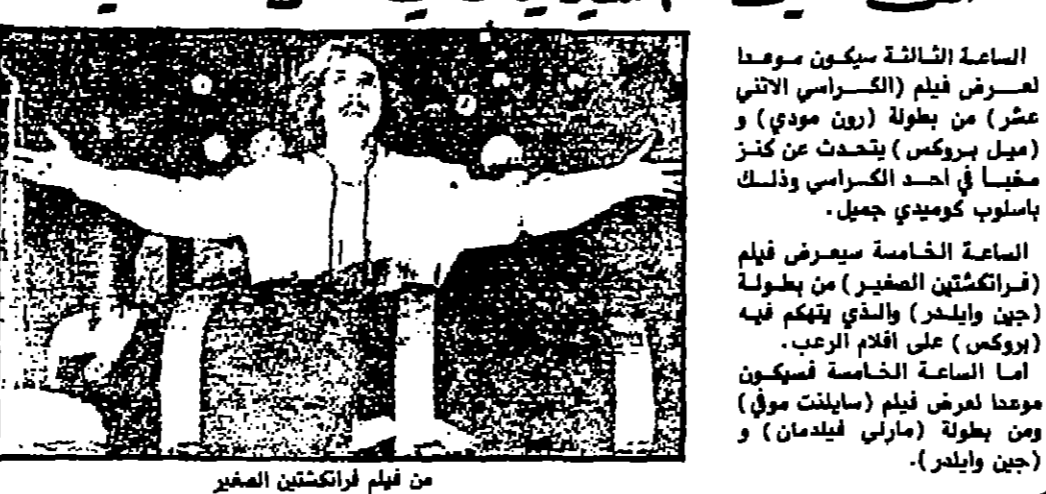 الساعة الثالثة سيكون موعدا
لعرض فيلم (الكراسي الاثني
عشر) من بطولة (رون مودي) و
(ميل بروكس) يتحدث عن كنز
مخبأ في احد الكراسي وذلك
باسلوب كوميدي جميل.
الساعة الخامسة سيعرض فيلم
(فرانكشتين الصغير) من بطولة
(جين وايلدر) والذي يتهكم فيه
(بروكس) على أفلام الرعب.
اما الساعة الخامسة فسيكون
موعدا لعرض فيلم (سايلنت موفي)
ومن بطولة (مارلي فيلدمان) و
(جين وايلدر).
من فيلم فرانكشتين الصغير